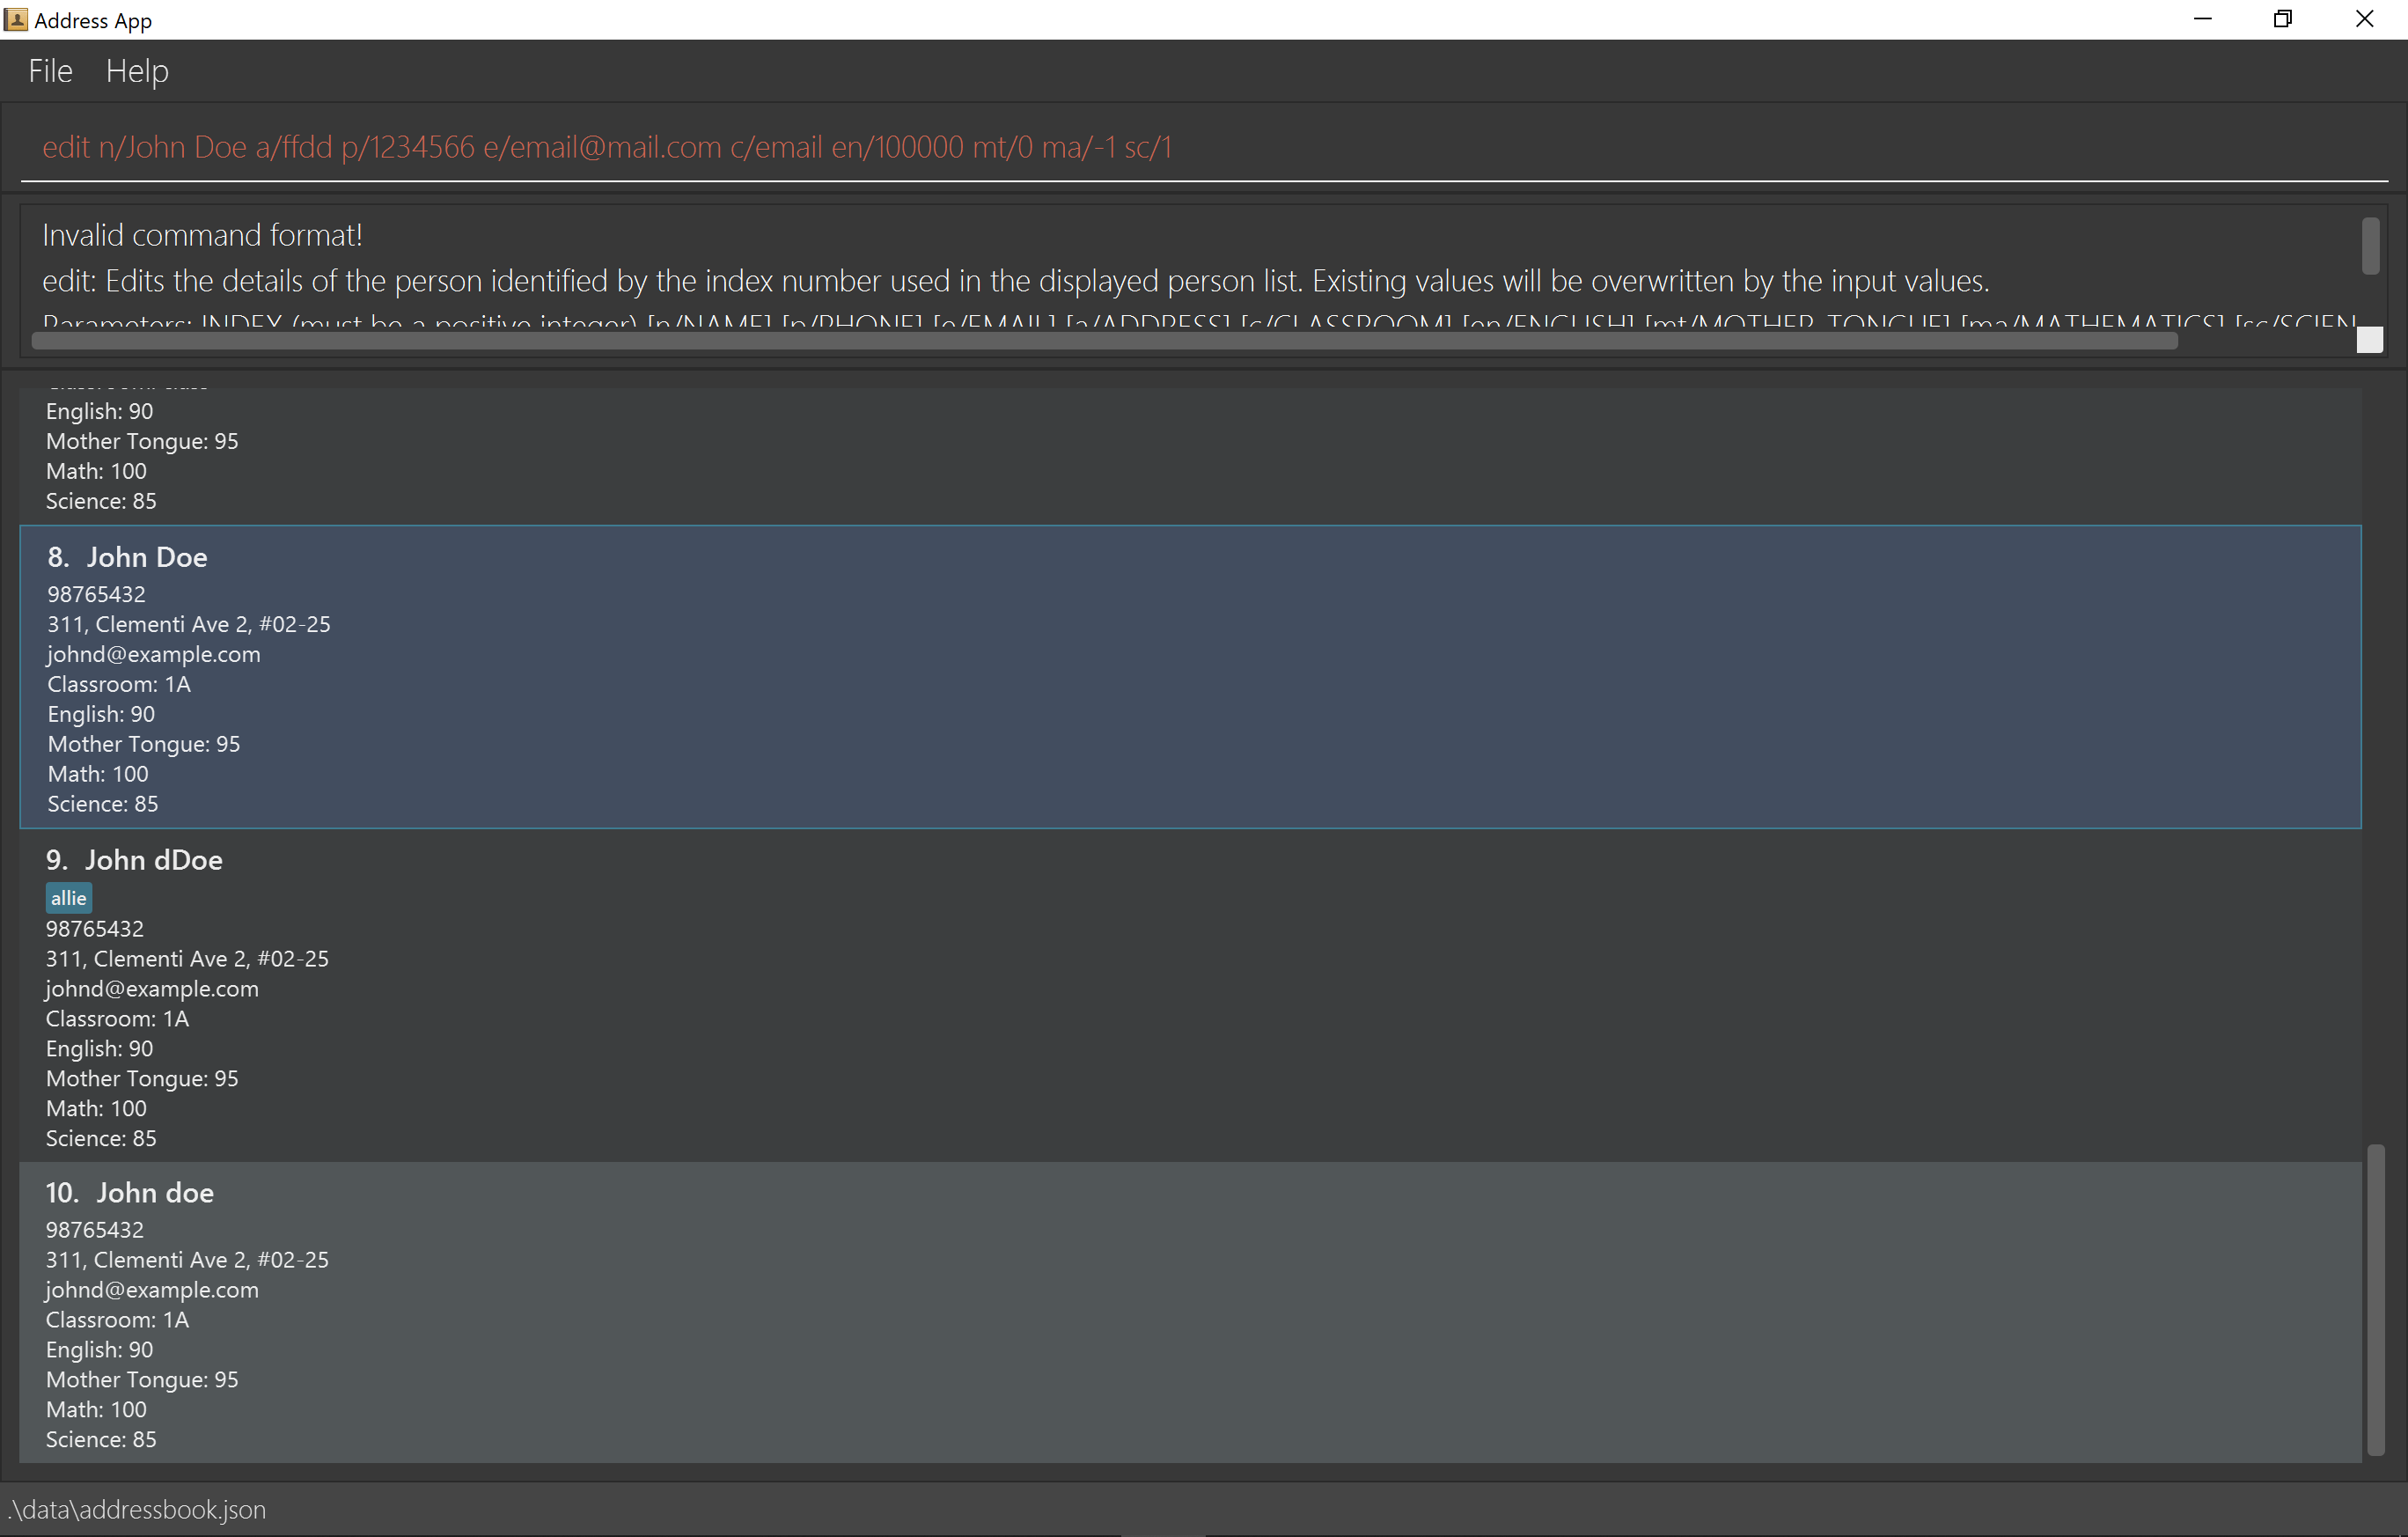 Address App
File Help
edit n/John Doe a/ffdd p/1234566 e/email@mail.com c/email en/100000 mt/0 ma/-1 sc/1
Invalid command format!
edit: Edits the details of the person identified by the index number used in the displayed person list. Existing values will be overwritten by the input values.
Parameters: INDEX (must be a positive integer) [n/NAME] [p/PHONE] [e/EMAIL] [a/ADDRESS] [c/CLASSROOM] [en/ENGLISH] [mt/MOTHER TONGUE] [ma/MATHEMATICS] [sc/SCIEN
English: 90
Mother Tongue: 95
Math: 100
Science: 85
8. John Doe
98765432
311, Clementi Ave 2, #02-25
johnd@example.com
Classroom: 1A
English: 90
Mother Tongue: 95
Math: 100
Science: 85
9. John dDoe
allie
98765432
311, Clementi Ave 2, #02-25
johnd@example.com
Classroom: 1A
English: 90
Mother Tongue: 95
Math: 100
Science: 85
10. John doe
98765432
311, Clementi Ave 2, #02-25
johnd@example.com
Classroom: 1A
English: 90
Mother Tongue: 95
Math: 100
Science: 85
.\data\addressbook.json